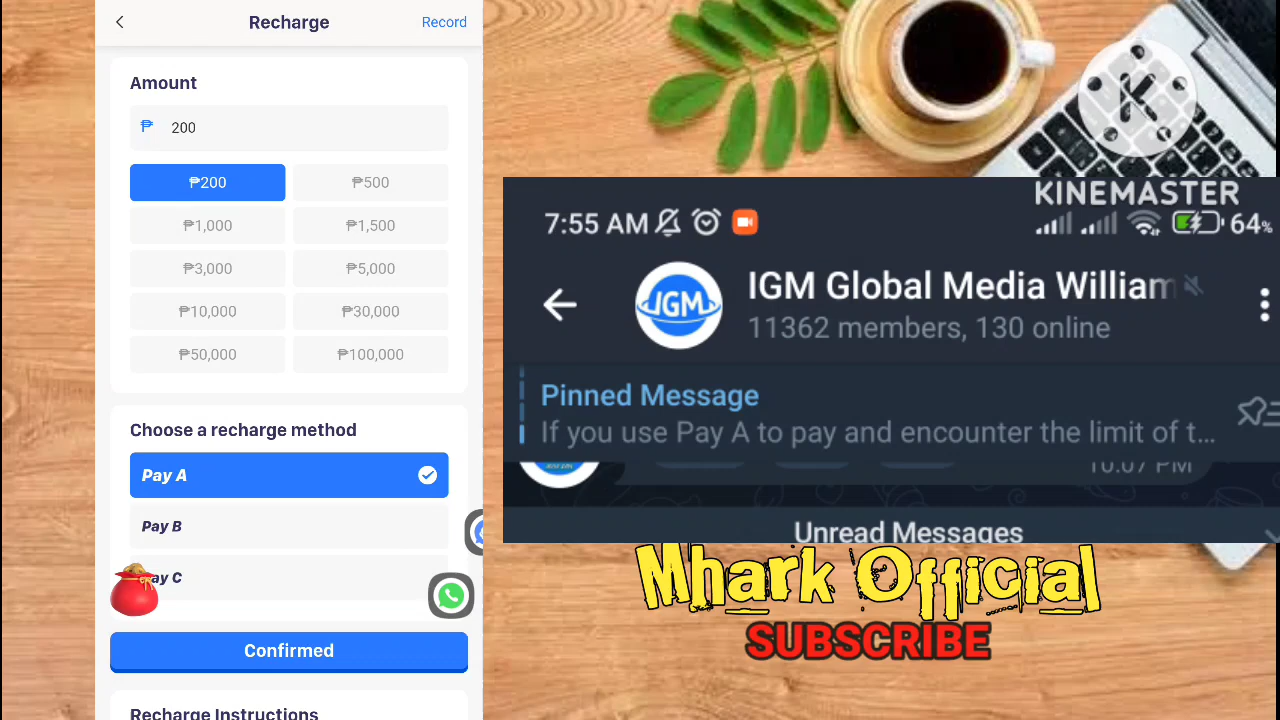 Recharge
Record
Amount
₱ 200
₱200
₱500
₱1,000
₱1,500
₱3,000
₱5,000
₱10,000
₱30,000
₱50,000
₱100,000
Choose a recharge method
Pay A
Pay B
ay C
Confirmed
Recharge Instructions
K
KINEMASTER
7:55 AM
64%
IGM
IGM Global Media William
11362 members, 130 online
Pinned Message
If you use Pay A to pay and encounter the limit of t...
10:07 PM
Unread Messages
Mhark Official
SUBSCRIBE